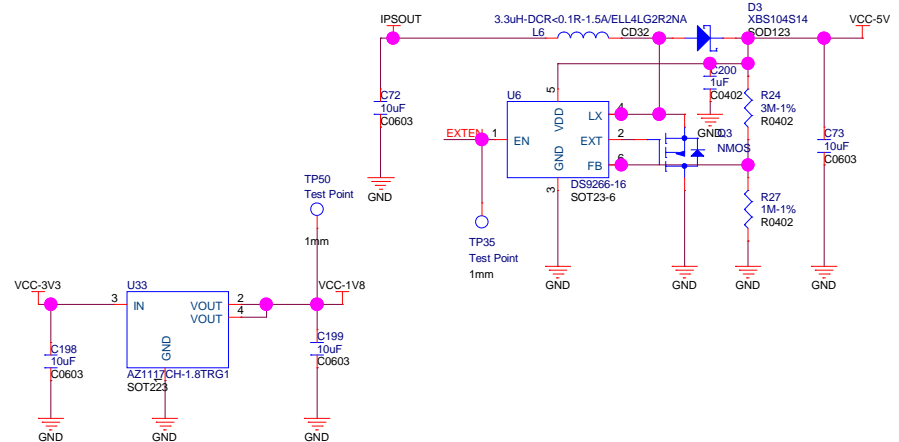 3.3uH-DCR<0.1R-1.5A/ELL4LG2R2NA
D3
XBS104S14
SOD123
IPSOUT
L6
CD32
VCC-5V
C72
10uF
C0603
GND
U6
5
VDD
4
LX
EXTEN
1
EN
2
EXT
6
FB
GND
3
DS9266-16
SOT23-6
C200
1uF
C0402
GND
NMOS
R24
3M-1%
R0402
C73
10uF
C0603
R27
1M-1%
R0402
TP35
Test Point
1mm
GND
GND
GND
GND
TP50
Test Point
1mm
VCC-3V3
U33
VCC-1V8
3
IN
VOUT
2
VOUT
4
GND
1
AZ1117CH-1.8TRG1
SOT223
C198
10uF
C0603
C199
10uF
C0603
GND
GND
GND